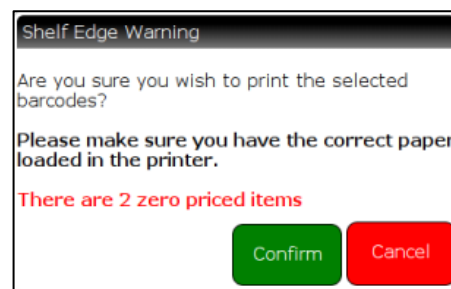 Shelf Edge Warning
Are you sure you wish to print the selected
barcodes?
Please make sure you have the correct paper
loaded in the printer.
There are 2 zero priced items
Confirm
Cancel